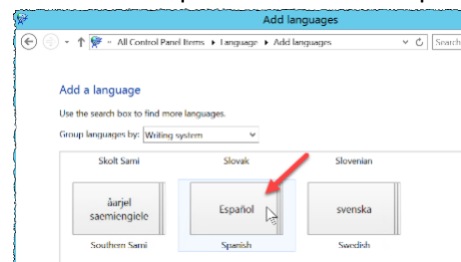 Add languages
All Control Panel Items ▸ Language ▸ Add languages
Search
Add a language
Use the search box to find more languages.
Group languages by: Writing system
Skolt Sami Slovak Slovenian
åarjel saemiengiele Español svenska
Southern Sami Spanish Swedish